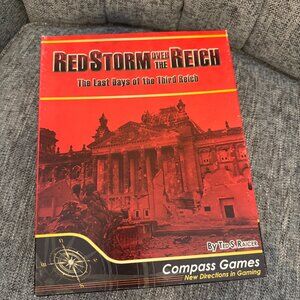 RED STORM OVER THE REICH
The Last Days of the Third Reich
By Ted S. Raicer
Compass Games
New Directions in Gaming